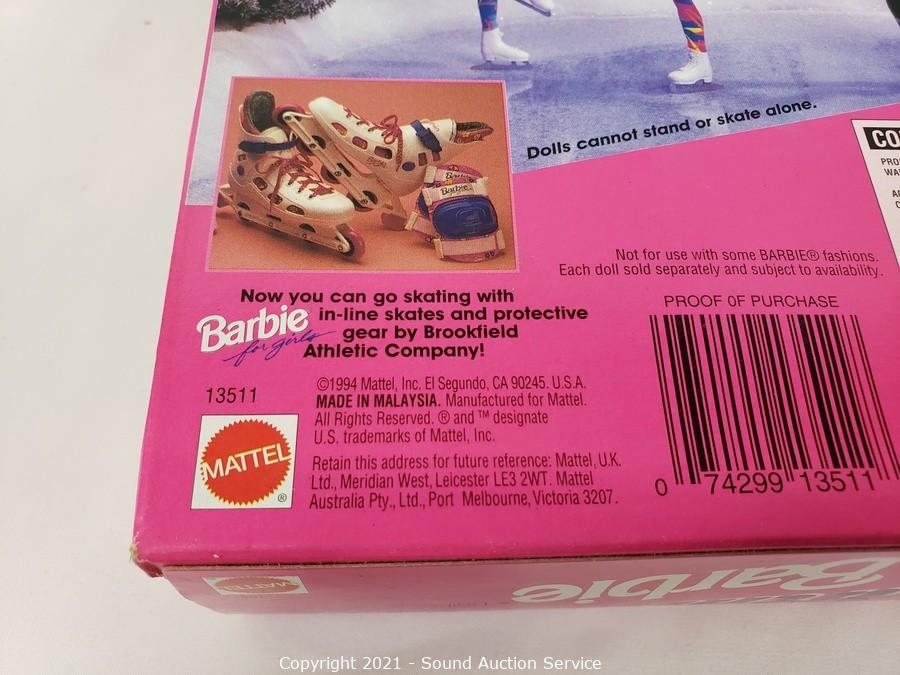 Dolls cannot stand or skate alone.
Barbie
Not for use with some BARBIE® fashions.
Each doll sold separately and subject to availability.
Now you can go skating with
Barbie in-line skates and protective
for girls gear by Brookfield
Athletic Company!
PROOF OF PURCHASE
13511
©1994 Mattel, Inc. El Segundo, CA 90245. U.S.A.
MADE IN MALAYSIA. Manufactured for Mattel.
All Rights Reserved. ® and ™ designate
U.S. trademarks of Mattel, Inc.
MATTEL ®
Retain this address for future reference: Mattel, U.K.
Ltd., Meridian West, Leicester LE3 2WT. Mattel
Australia Pty., Ltd., Port Melbourne, Victoria 3207.
0 74299 13511
MATTEL
Barbie
Copyright 2021 - Sound Auction Service